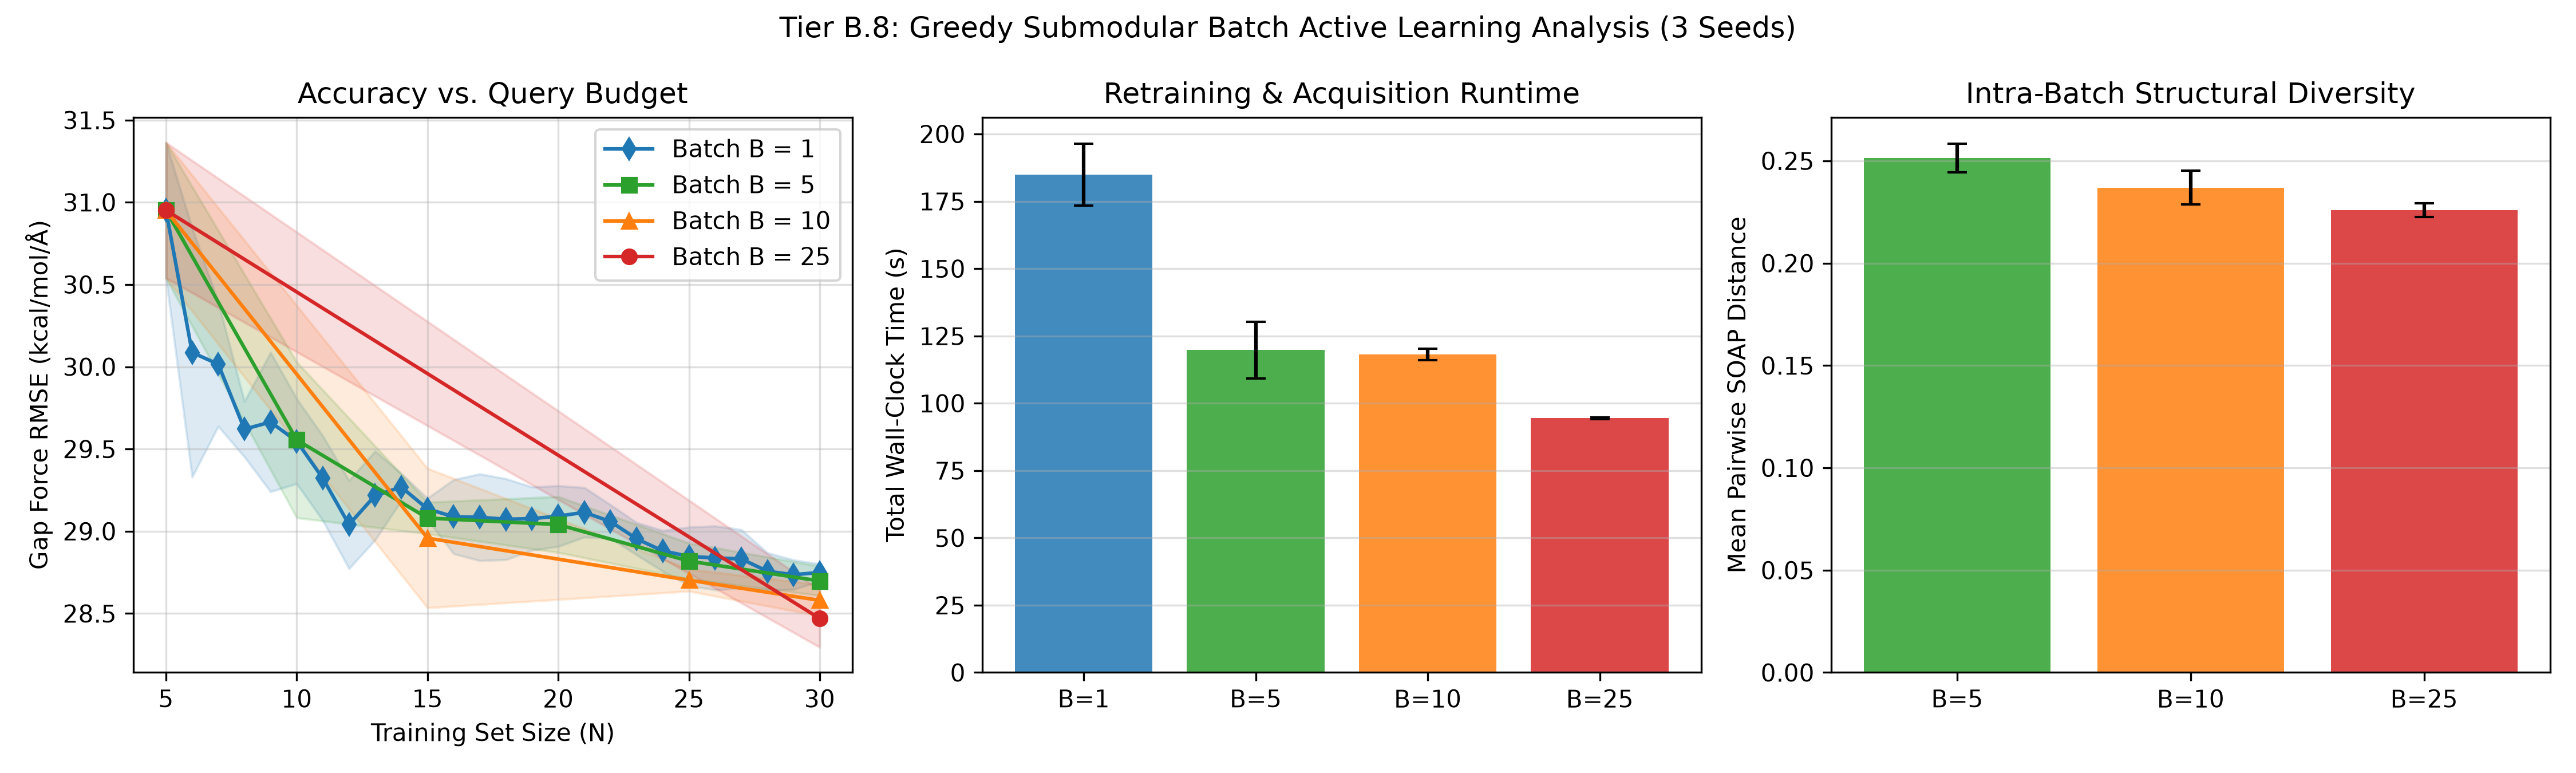 Tier B.8: Greedy Submodular Batch Active Learning Analysis (3 Seeds)
Accuracy vs. Query Budget
Gap Force RMSE (kcal/mol/Å)
31.5
31.0
30.5
30.0
29.5
29.0
28.5
Batch B = 1
Batch B = 5
Batch B = 10
Batch B = 25
5 10 15 20 25 30
Training Set Size (N)
Retraining & Acquisition Runtime
Total Wall-Clock Time (s)
200
175
150
125
100
75
50
25
0
B=1 B=5 B=10 B=25
Intra-Batch Structural Diversity
Mean Pairwise SOAP Distance
0.25
0.20
0.15
0.10
0.05
0.00
B=5 B=10 B=25